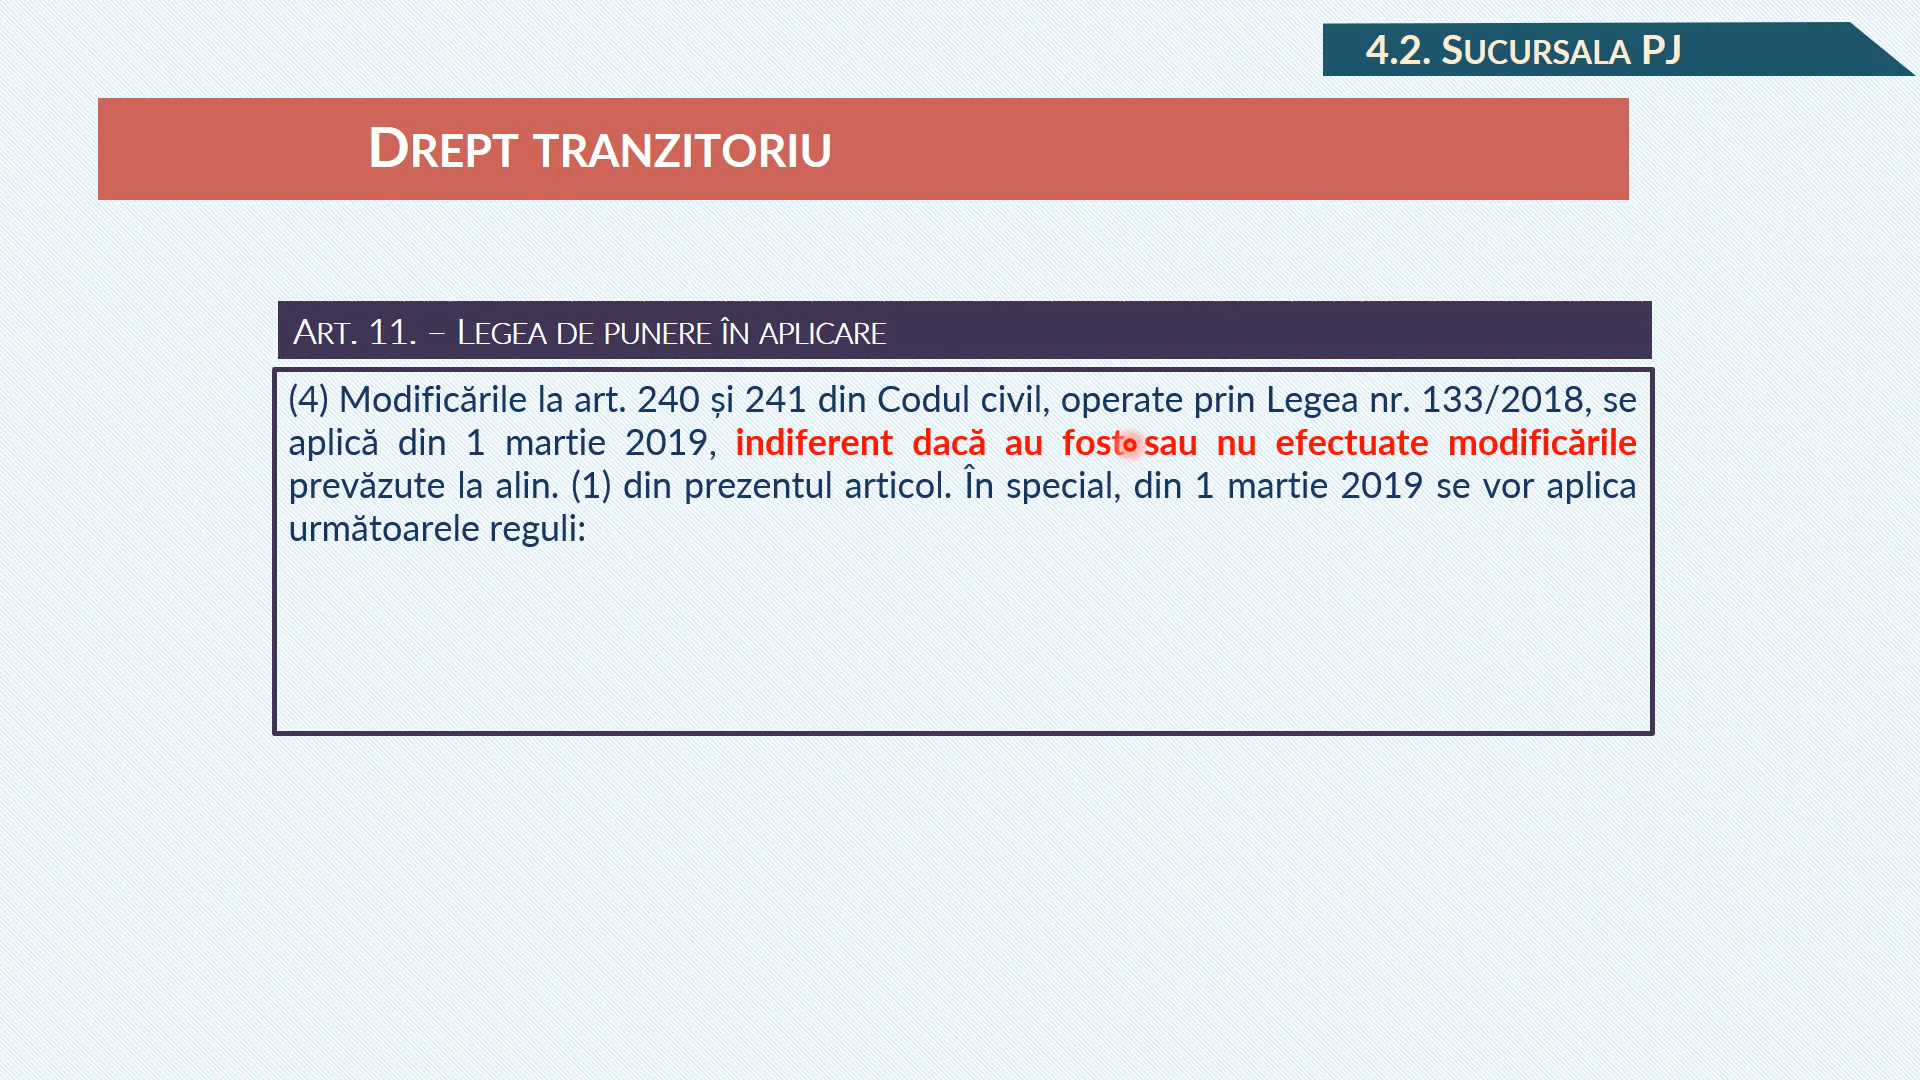 4.2. SUCURSALA PJ
DREPT TRANZITORIU
ART. 11. – LEGEA DE PUNERE ÎN APLICARE
(4) Modificările la art. 240 și 241 din Codul civil, operate prin Legea nr. 133/2018, se
aplică din 1 martie 2019, indiferent dacă au fost sau nu efectuate modificările
prevăzute la alin. (1) din prezentul articol. În special, din 1 martie 2019 se vor aplica
următoarele reguli: